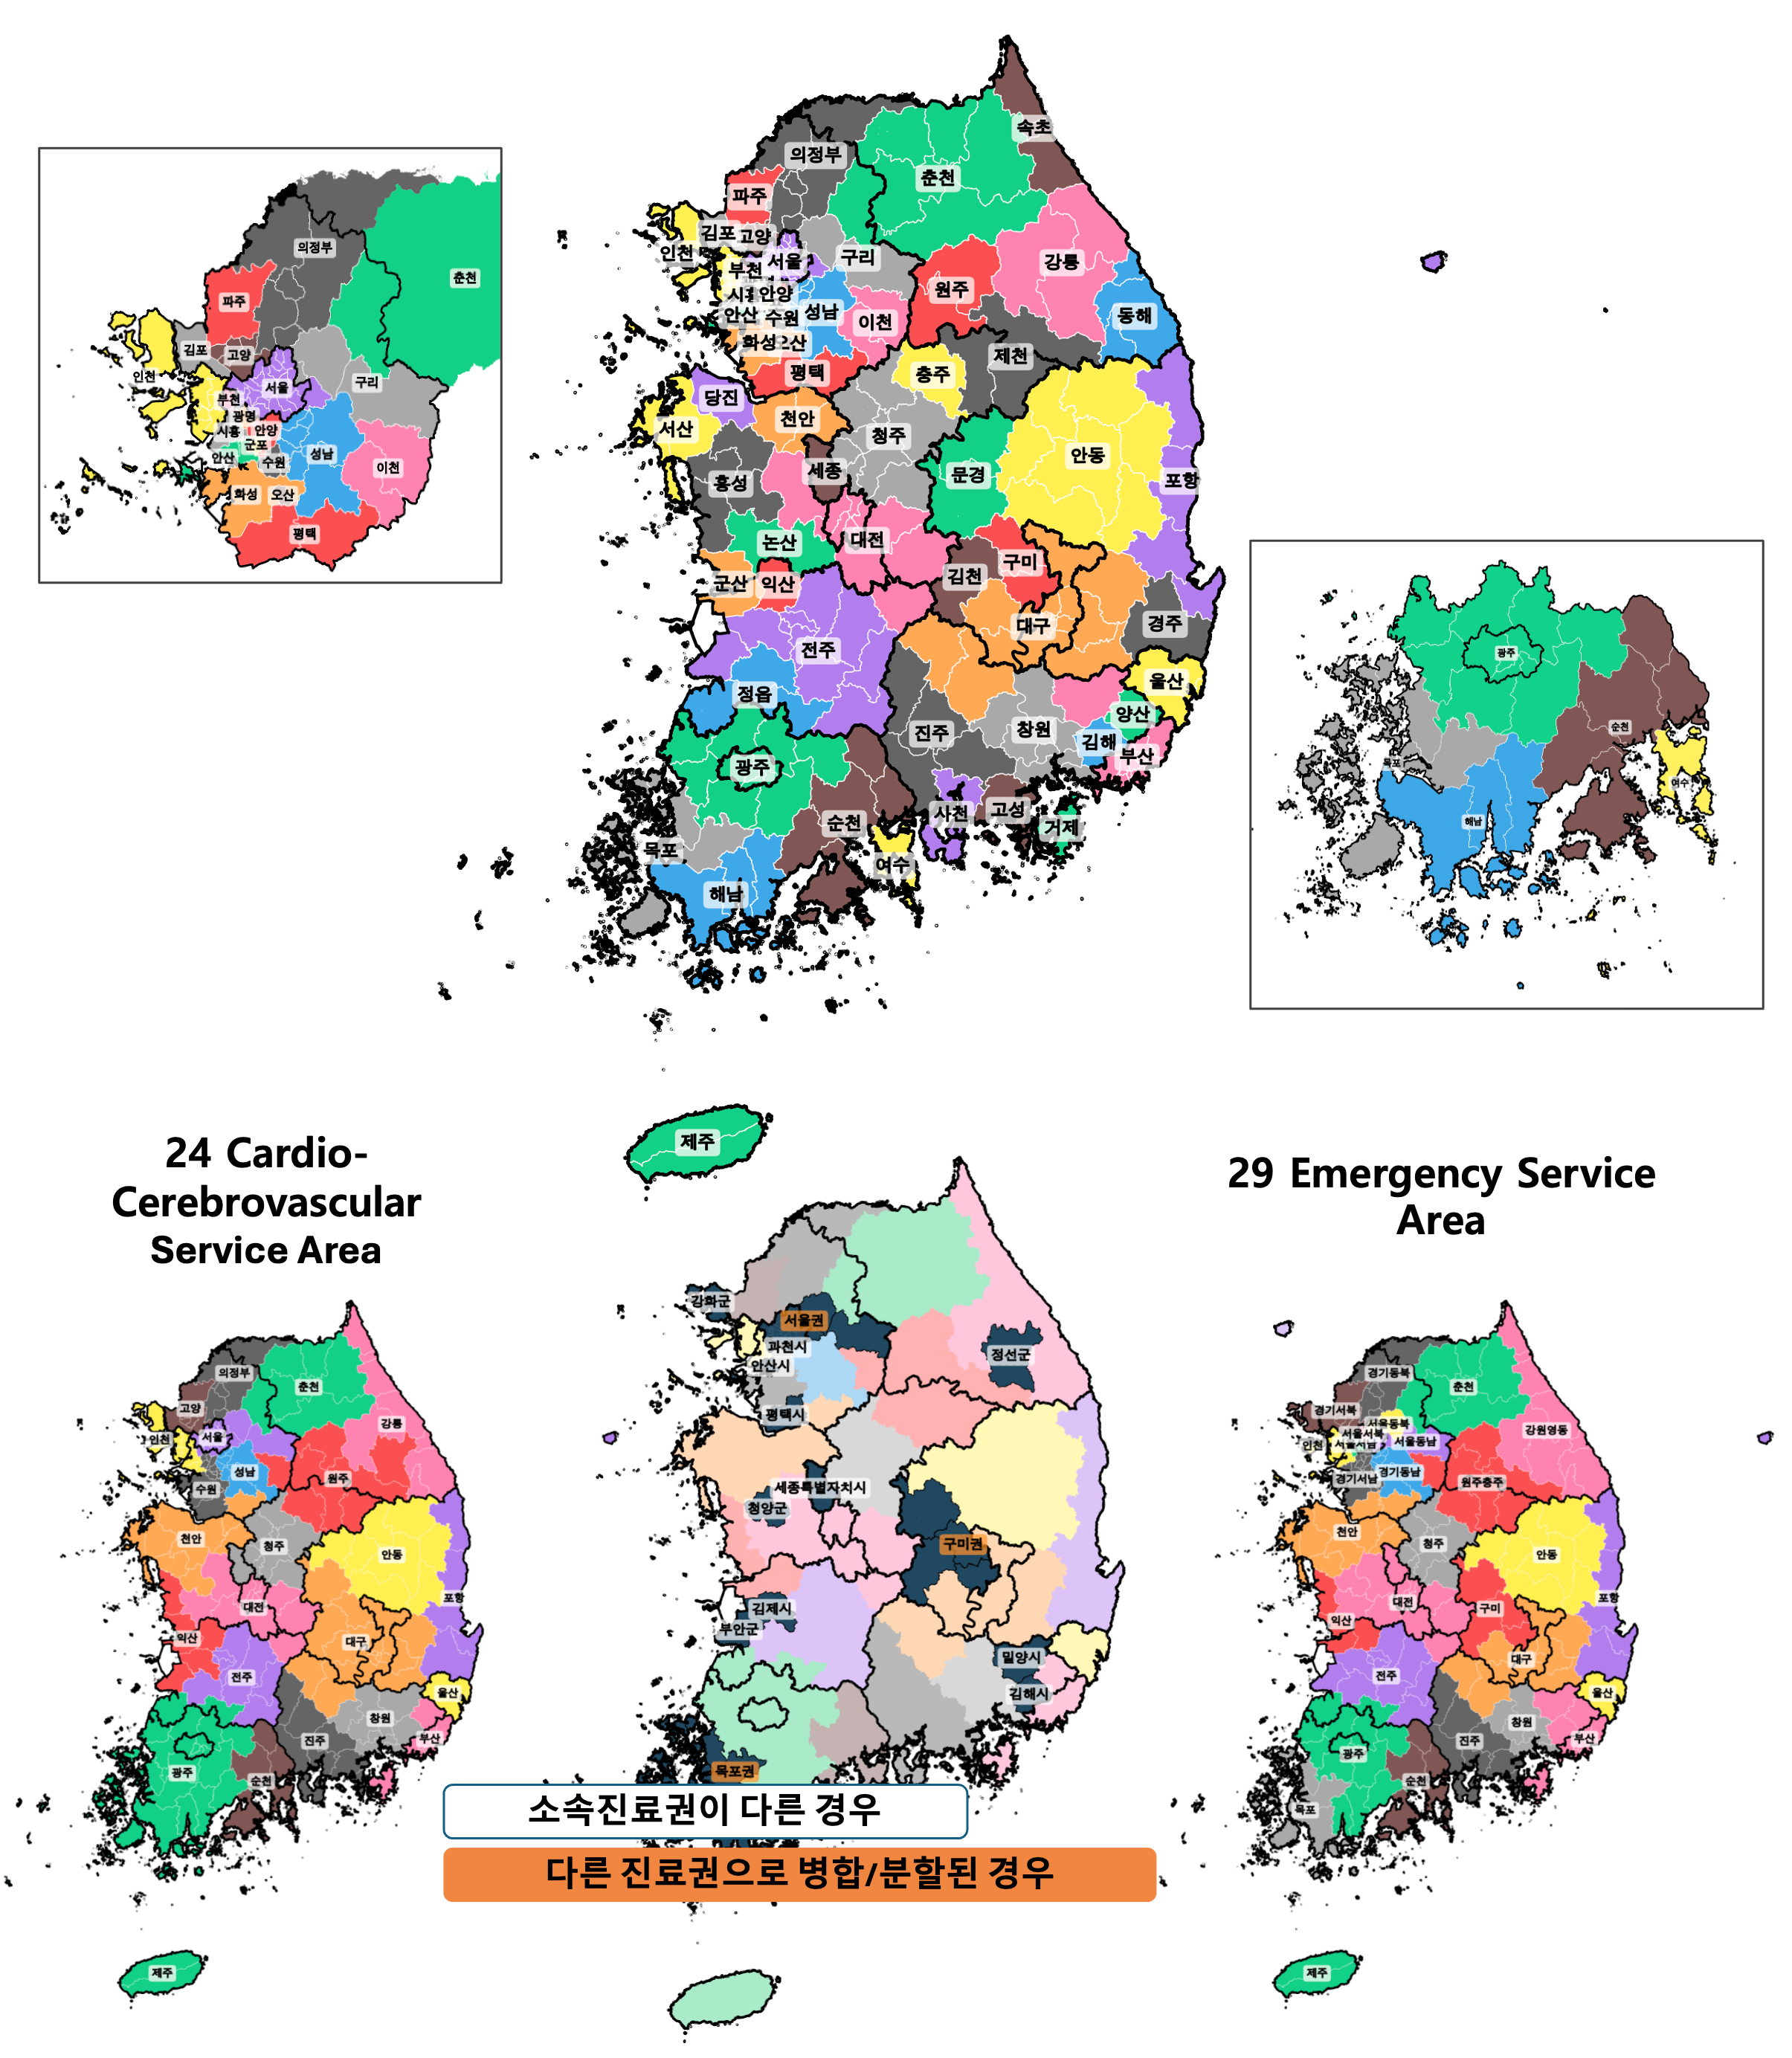 속초
의정부
춘천
파주
김포
고양
인천
부천
서울
구리
강릉
원주
시흥
안양
안산
수원
성남
이천
동해
화성
오산
평택
제천
충주
당진
천안
서산
청주
세종
홍성
문경
안동
포항
논산
대전
구미
김천
군산
익산
대구
경주
전주
울산
정읍
양산
진주
창원
김해
부산
광주
사천
고성
거제
순천
목포
여수
해남
제주
의정부
춘천
파주
김포
고양
인천
서울
구리
부천
광명
시흥
안양
군포
안산
수원
성남
이천
화성
오산
평택
광주
순천
목포
여수
해남
24 Cardio-
Cerebrovascular
Service Area
의정부
춘천
고양
강릉
인천
서울
성남
원주
수원
천안
청주
안동
포항
대전
익산
대구
전주
울산
창원
부산
진주
광주
순천
제주
강화군
서울권
과천시
안산시
정선군
평택시
세종특별자치시
청양군
구미권
김제시
부안군
밀양시
김해시
목포권
소속진료권이 다른 경우
다른 진료권으로 병합/분할된 경우
29 Emergency Service
Area
경기동북
춘천
경기서북
서울동북
서울서북
서울서남
서울동남
강원영동
인천
경기서남
경기동남
원주충주
천안
청주
안동
포항
대전
구미
익산
대구
전주
울산
창원
부산
진주
광주
순천
목포
제주